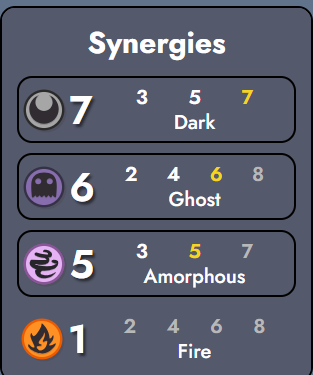 Synergies
7 3 5 7
Dark
6 2 4 6 8
Ghost
5 3 5 7
Amorphous
1 2 4 6 8
Fire